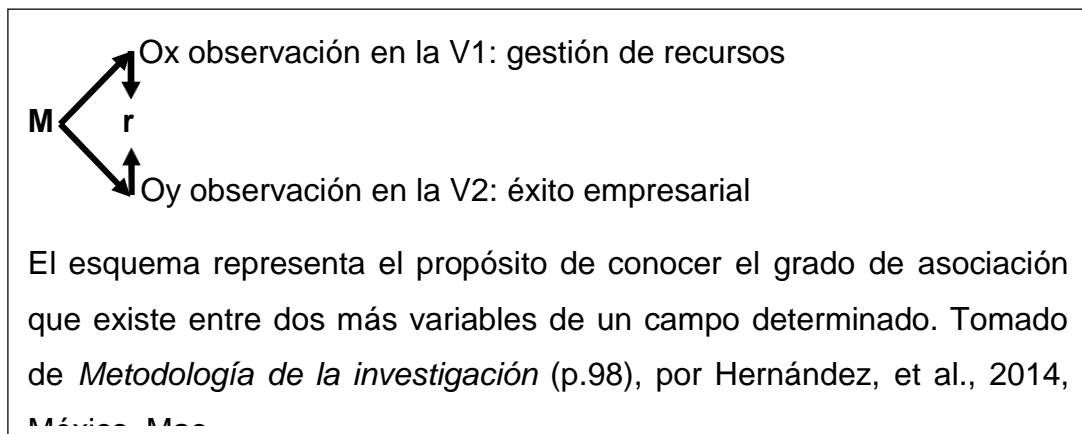 Ox observación en la V1: gestión de recursos
M r
Oy observación en la V2: éxito empresarial
El esquema representa el propósito de conocer el grado de asociación
que existe entre dos más variables de un campo determinado. Tomado
de Metodología de la investigación (p.98), por Hernández, et al., 2014,